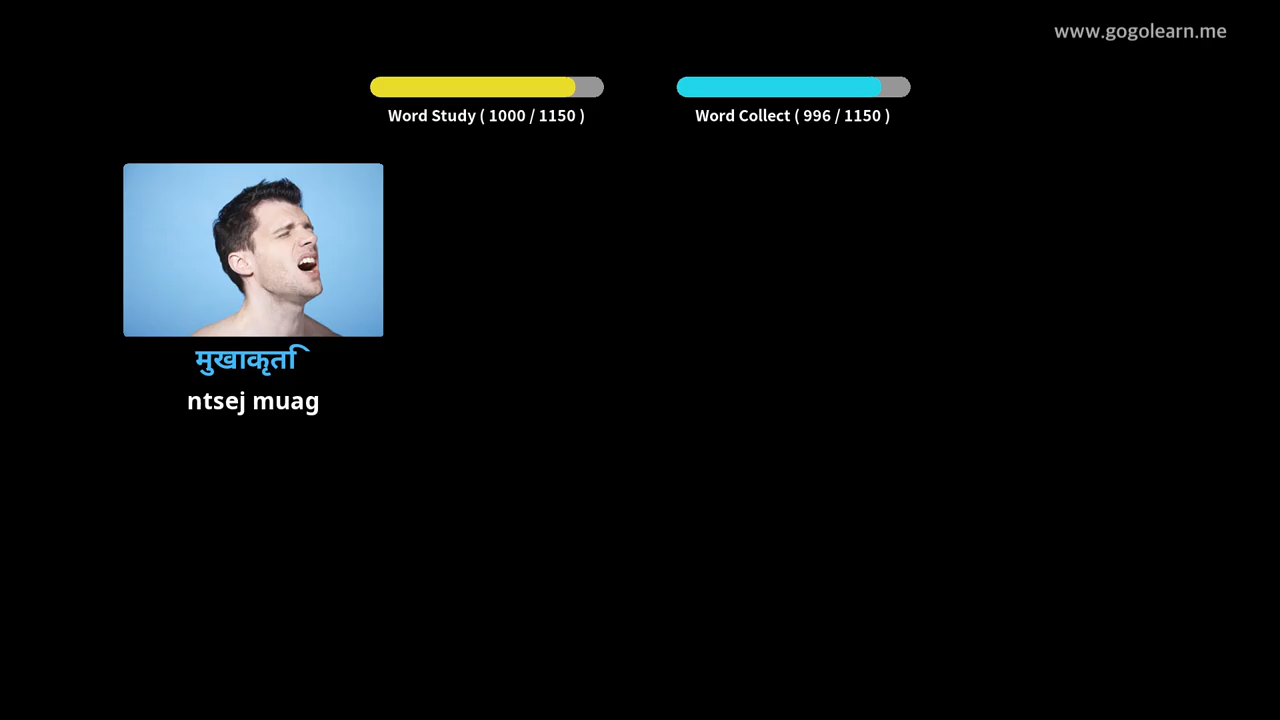 www.gogolearn.me
Word Study ( 1000 / 1150 )
Word Collect ( 996 / 1150 )
मुखाकृति
ntsej muag